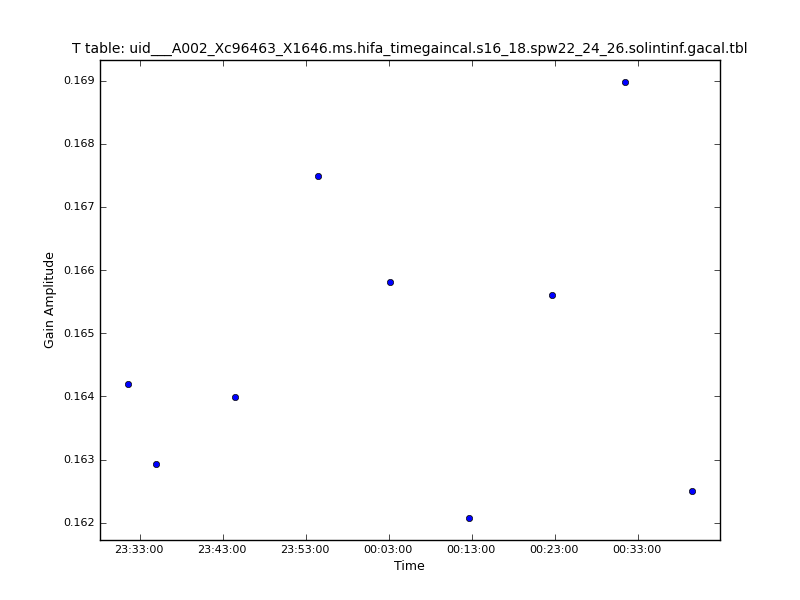 T table: uid___A002_Xc96463_X1646.ms.hifa_timegaincal.s16_18.spw22_24_26.solintinf.gacal.tbl
0.169
0.168
0.167
0.166
0.165
0.164
0.163
0.162
Gain Amplitude
23:33:00 23:43:00 23:53:00 00:03:00 00:13:00 00:23:00 00:33:00
Time